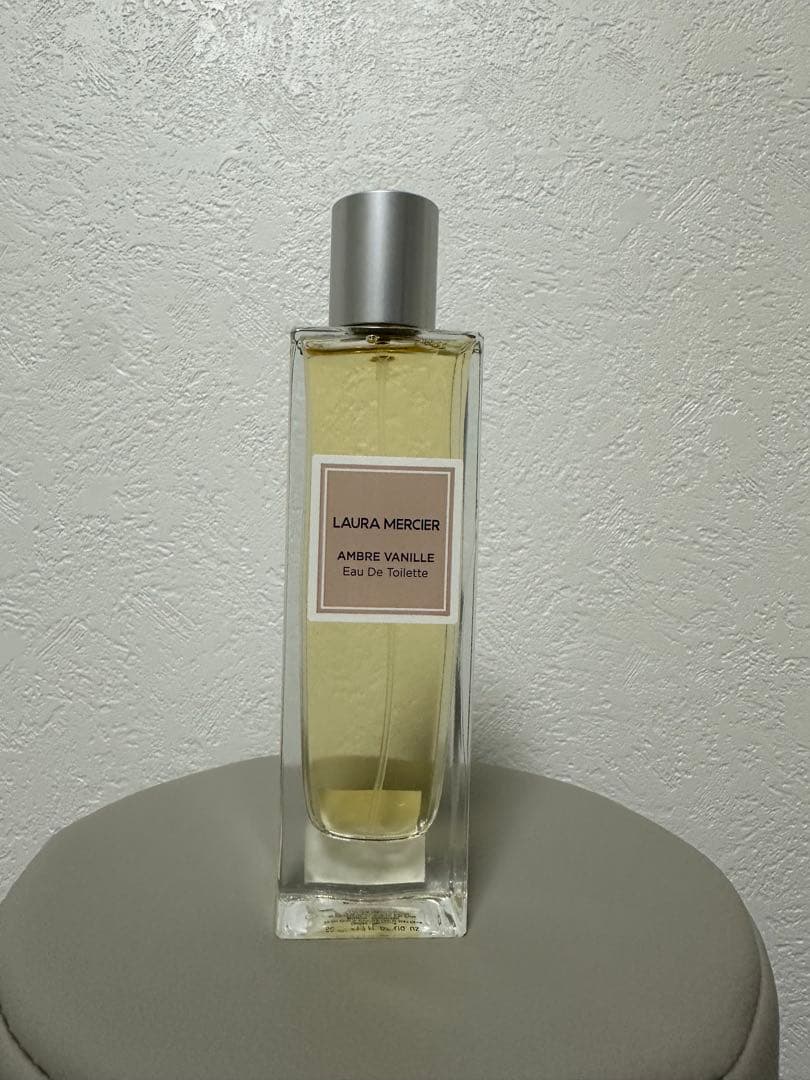 LAURA MERCIER
AMBRE VANILLE
Eau De Toilette